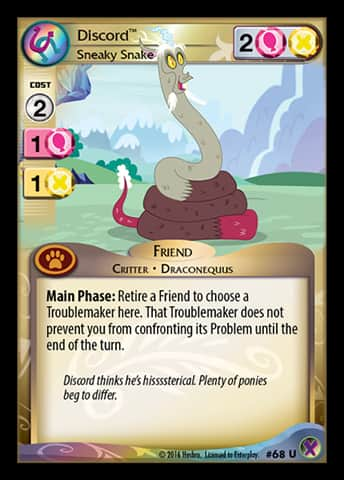 Discord™
Sneaky Snake
2
COST
2
1
1
FRIEND
CRITTER • DRACONEQUUS
Main Phase: Retire a Friend to choose a
Troublemaker here. That Troublemaker does not
prevent you from confronting its Problem until the
end of the turn.
Discord thinks he's hissssterical. Plenty of ponies
beg to differ.
© 2016 Hasbro. Licensed to Enterplay. #68 U